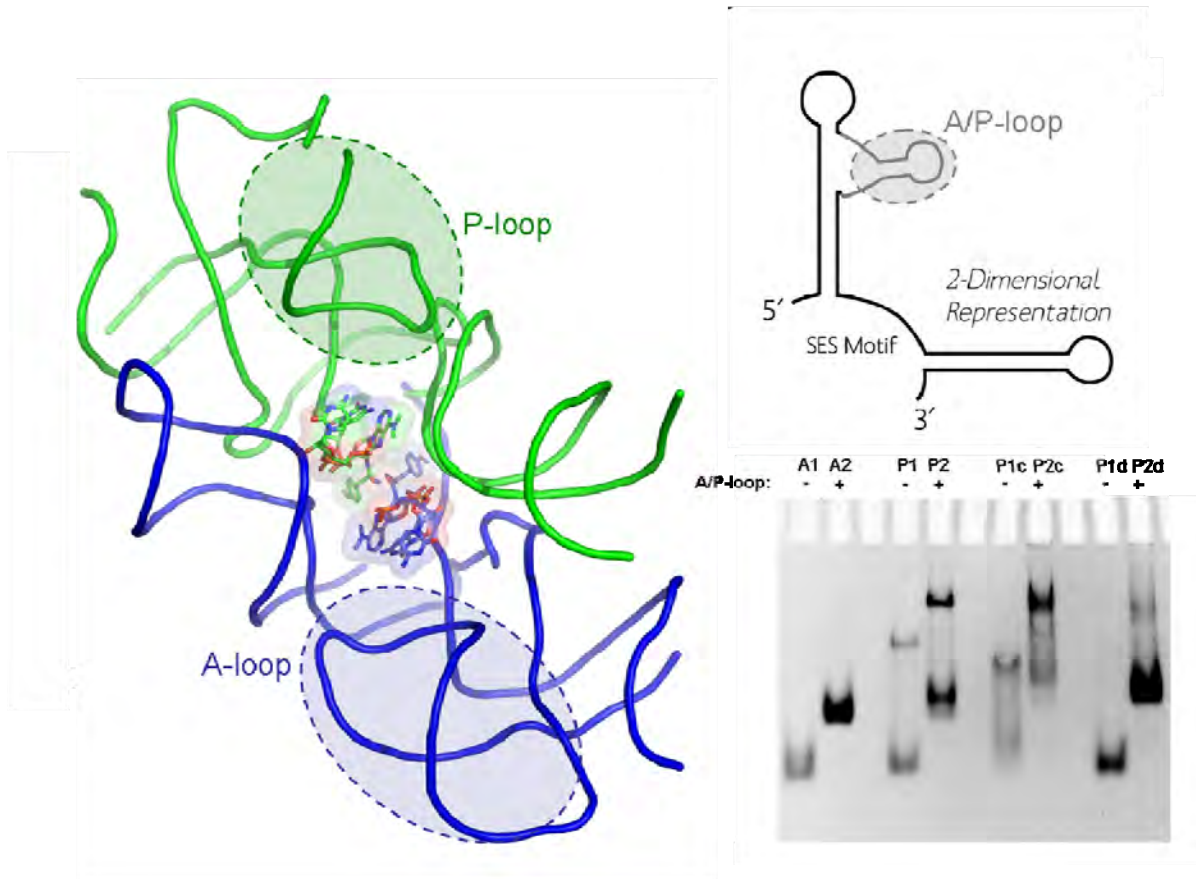 P-loop
A-loop
A/P-loop
2-Dimensional
Representation
5′
SES Motif
3′
A1 A2 P1 P2 P1c P2c P1d P2d
A/P-loop: - + - + - + - +